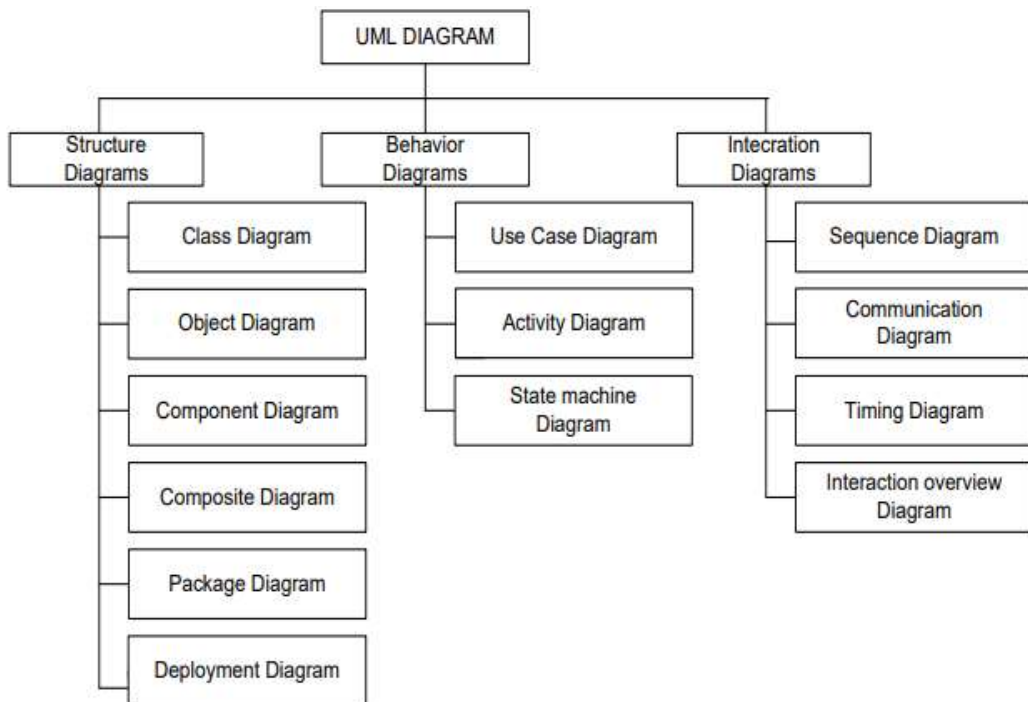 UML DIAGRAM
Structure
Diagrams
Behavior
Diagrams
Intecration
Diagrams
Class Diagram
Use Case Diagram
Sequence Diagram
Object Diagram
Activity Diagram
Communication
Diagram
Component Diagram
State machine
Diagram
Timing Diagram
Composite Diagram
Interaction overview
Diagram
Package Diagram
Deployment Diagram